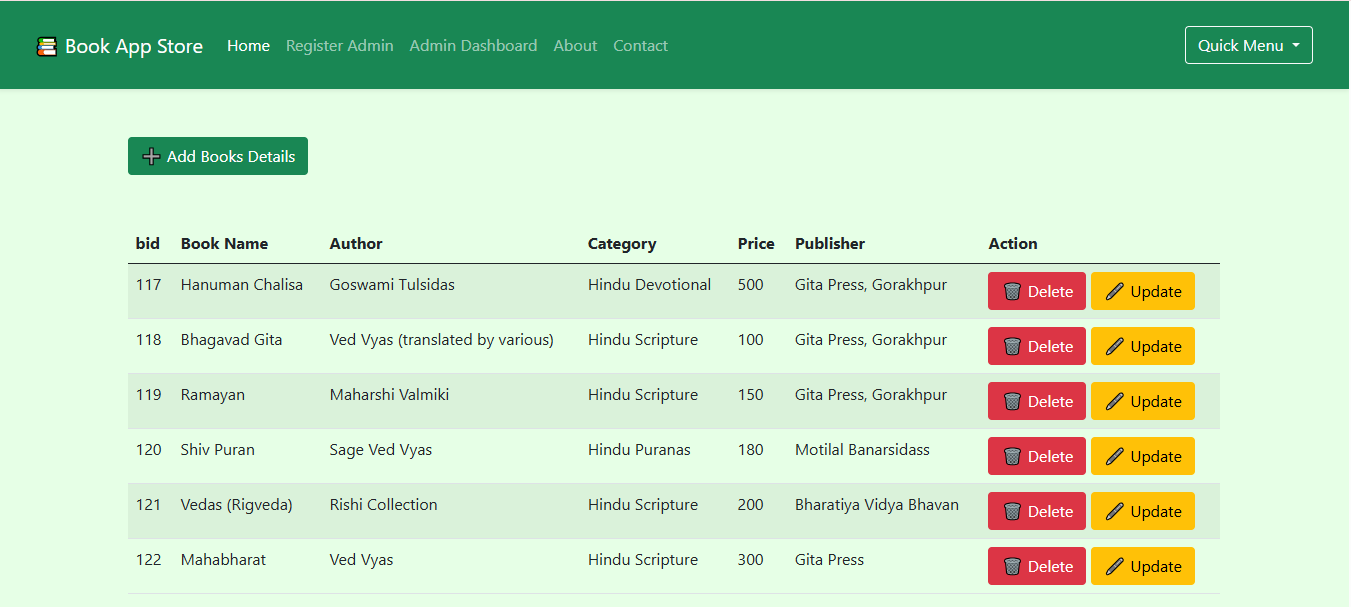 Book App Store Home Register Admin Admin Dashboard About Contact Quick Menu
Add Books Details
bid Book Name Author Category Price Publisher Action
117 Hanuman Chalisa Goswami Tulsidas Hindu Devotional 500 Gita Press, Gorakhpur Delete Update
118 Bhagavad Gita Ved Vyas (translated by various) Hindu Scripture 100 Gita Press, Gorakhpur Delete Update
119 Ramayan Maharshi Valmiki Hindu Scripture 150 Gita Press, Gorakhpur Delete Update
120 Shiv Puran Sage Ved Vyas Hindu Puranas 180 Motilal Banarsidass Delete Update
121 Vedas (Rigveda) Rishi Collection Hindu Scripture 200 Bharatiya Vidya Bhavan Delete Update
122 Mahabharat Ved Vyas Hindu Scripture 300 Gita Press Delete Update